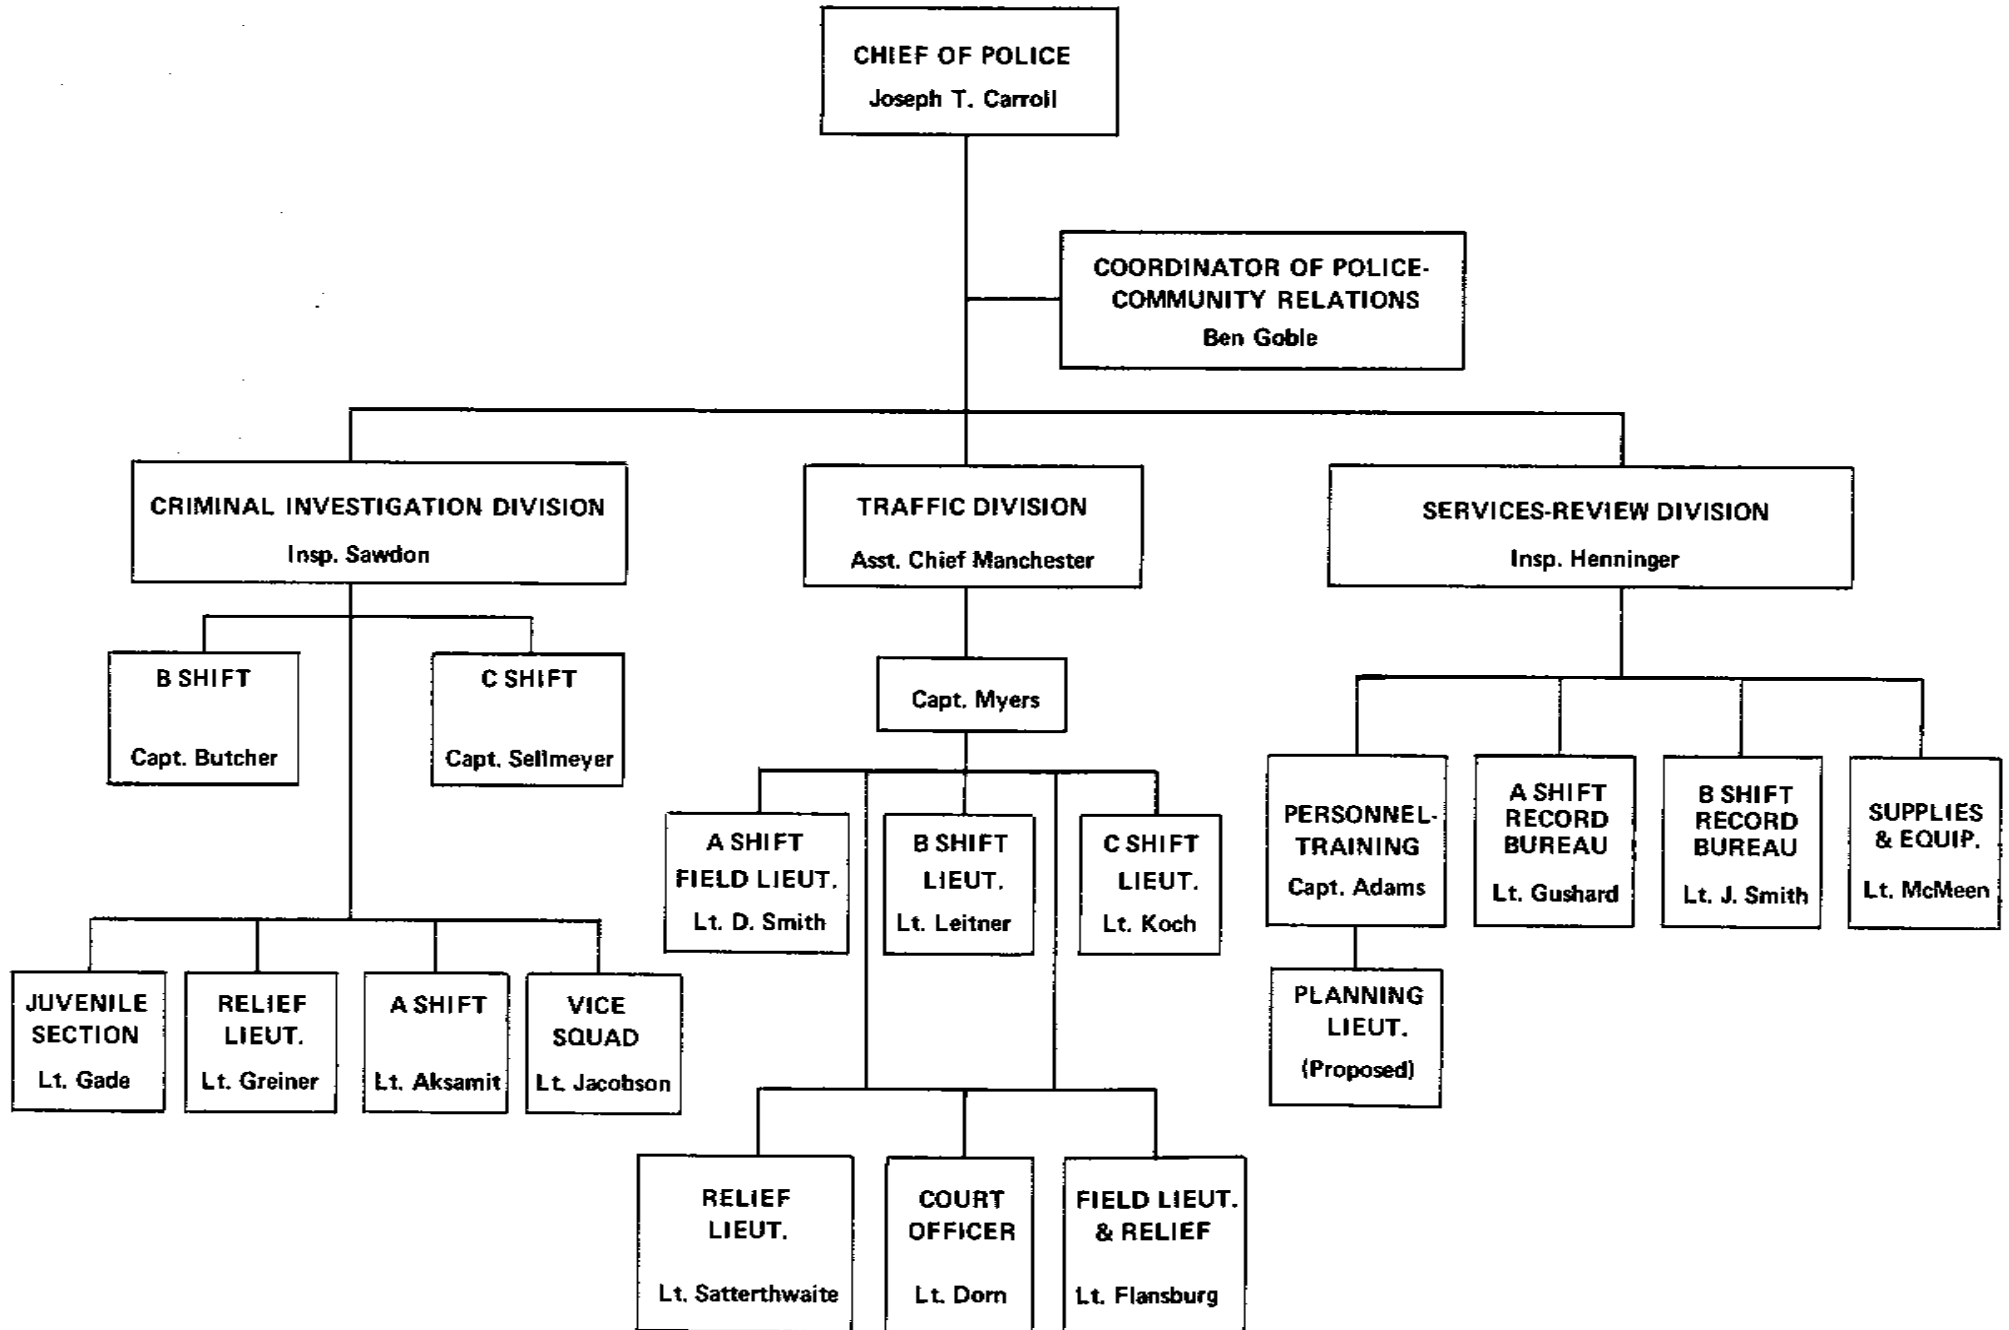 CHIEF OF POLICE
Joseph T. Carroll
COORDINATOR OF POLICE-
COMMUNITY RELATIONS
Ben Goble
CRIMINAL INVESTIGATION DIVISION
Insp. Sawdon
TRAFFIC DIVISION
Asst. Chief Manchester
SERVICES-REVIEW DIVISION
Insp. Henninger
B SHIFT
Capt. Butcher
C SHIFT
Capt. Sellmeyer
JUVENILE
SECTION
Lt. Gade
RELIEF
LIEUT.
Lt. Greiner
A SHIFT
Lt. Aksamit
VICE
SQUAD
Lt. Jacobson
Capt. Myers
A SHIFT
FIELD LIEUT.
Lt. D. Smith
B SHIFT
LIEUT.
Lt. Leitner
C SHIFT
LIEUT.
Lt. Koch
RELIEF
LIEUT.
Lt. Satterthwaite
COURT
OFFICER
Lt. Dorn
FIELD LIEUT.
& RELIEF
Lt. Flansburg
PERSONNEL-
TRAINING
Capt. Adams
A SHIFT
RECORD
BUREAU
Lt. Gushard
B SHIFT
RECORD
BUREAU
Lt. J. Smith
SUPPLIES
& EQUIP.
Lt. McMeen
PLANNING
LIEUT.
(Proposed)